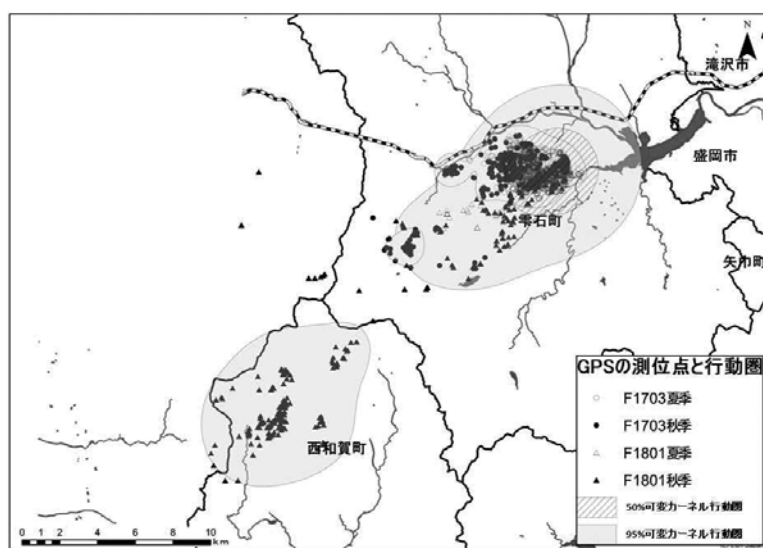 N
滝沢市
盛岡市
雫石町
矢巾町
西和賀町
GPSの測位点と行動圏
F1703夏季
F1703秋季
F1801夏季
F1801秋季
50%可変カーネル行動圏
95%可変カーネル行動圏
0 1 2 4 6 8 10
km